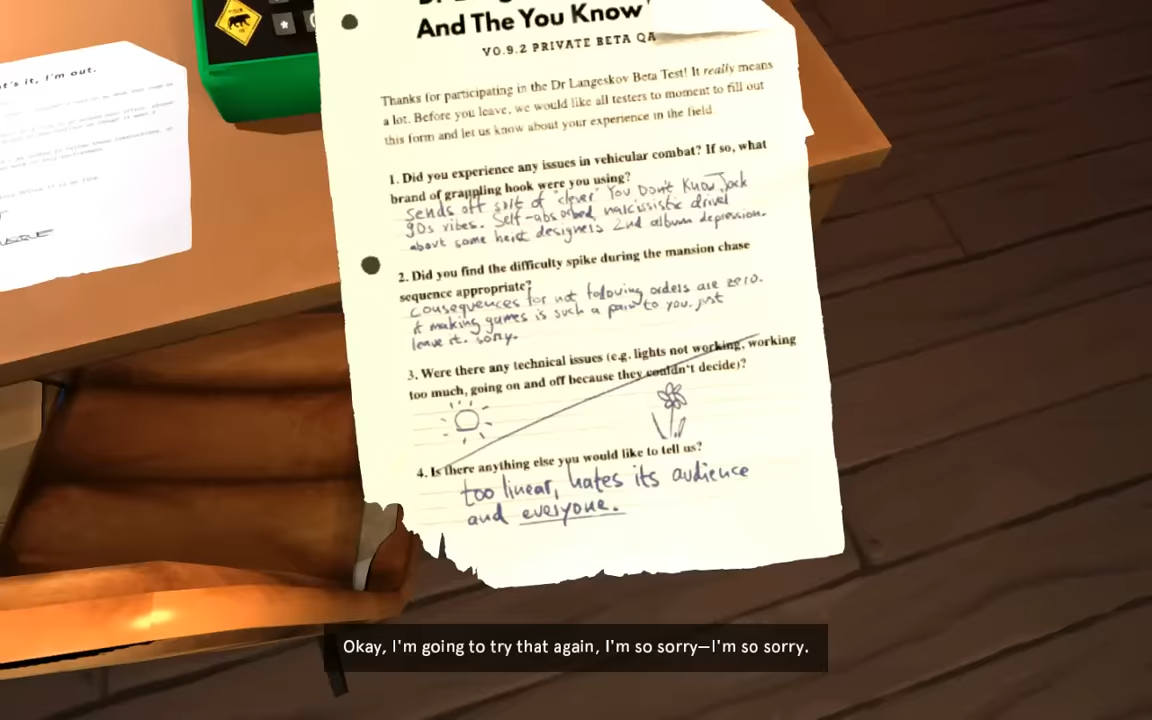 't's it, I'm out.
And The You Know
V0.9.2 PRIVATE BETA QA
Thanks for participating in the Dr Langeskov Beta Test! It really means
a lot. Before you leave, we would like all testers to moment to fill out
this form and let us know about your experience in the field.
1. Did you experience any issues in vehicular combat? If so, what
brand of grappling hook were you using?
sends off sort of "clever" You Don't Know Jack
90s vibes. Self-absorbed, narcissistic drivel
about some heist designers 2nd album depression.
2. Did you find the difficulty spike during the mansion chase
sequence appropriate?
consequences for not following orders are zero.
if making games is such a pain to you. just
leave it. sorry.
3. Were there any technical issues (e.g. lights not working, working
too much, going on and off because they couldn't decide)?
4. Is there anything else you would like to tell us?
too linear, hates its audience
and everyone.
Okay, I'm going to try that again, I'm so sorry—I'm so sorry.